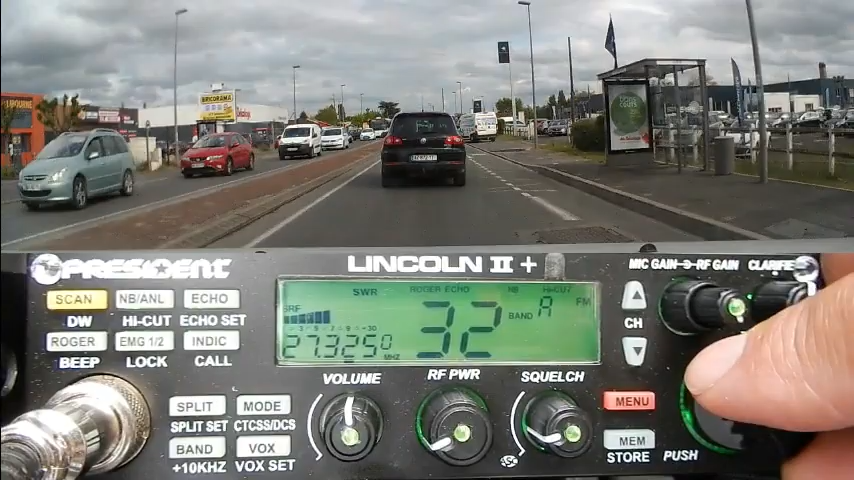 BRICORAMA
PRESIDENT
LINCOLN II +
MIC GAIN RF GAIN
CLARIFIE
SCAN
NB/ANL
ECHO
DW
HI-CUT
ECHO SET
ROGER
EMG 1/2
INDIC
BEEP
LOCK
CALL
SWR
ROGER ECHO
NB
HI-CUT
SRF
32
BAND A
FM
27.3250 MHZ
CH
VOLUME
RF PWR
SQUELCH
SPLIT
MODE
SPLIT SET
CTCSS/DCS
BAND
VOX
+10KHZ
VOX SET
MENU
MEM
STORE
PUSH
ASC